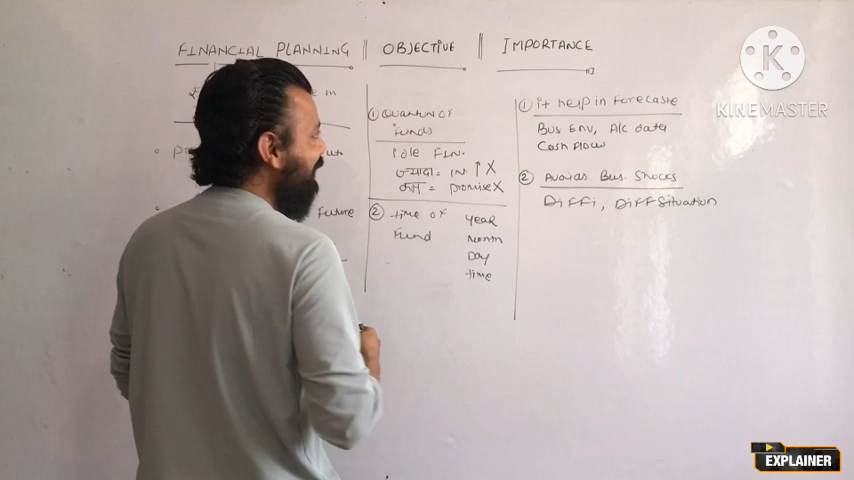 FINANCIAL PLANNING || OBJECTIVE || IMPORTANCE
① Quantum of
funds
Idle Fin.
ज्यादा = IN ↑ X
कम = promise X
② time of year
Fund Month
Day
time
Future
① it help in Forecaste
Bus Env, A/c data
Cash flow
② Avoids Bus. Shocks
Diffi, Diff Situation
K
KINEMASTER
EXPLAINER